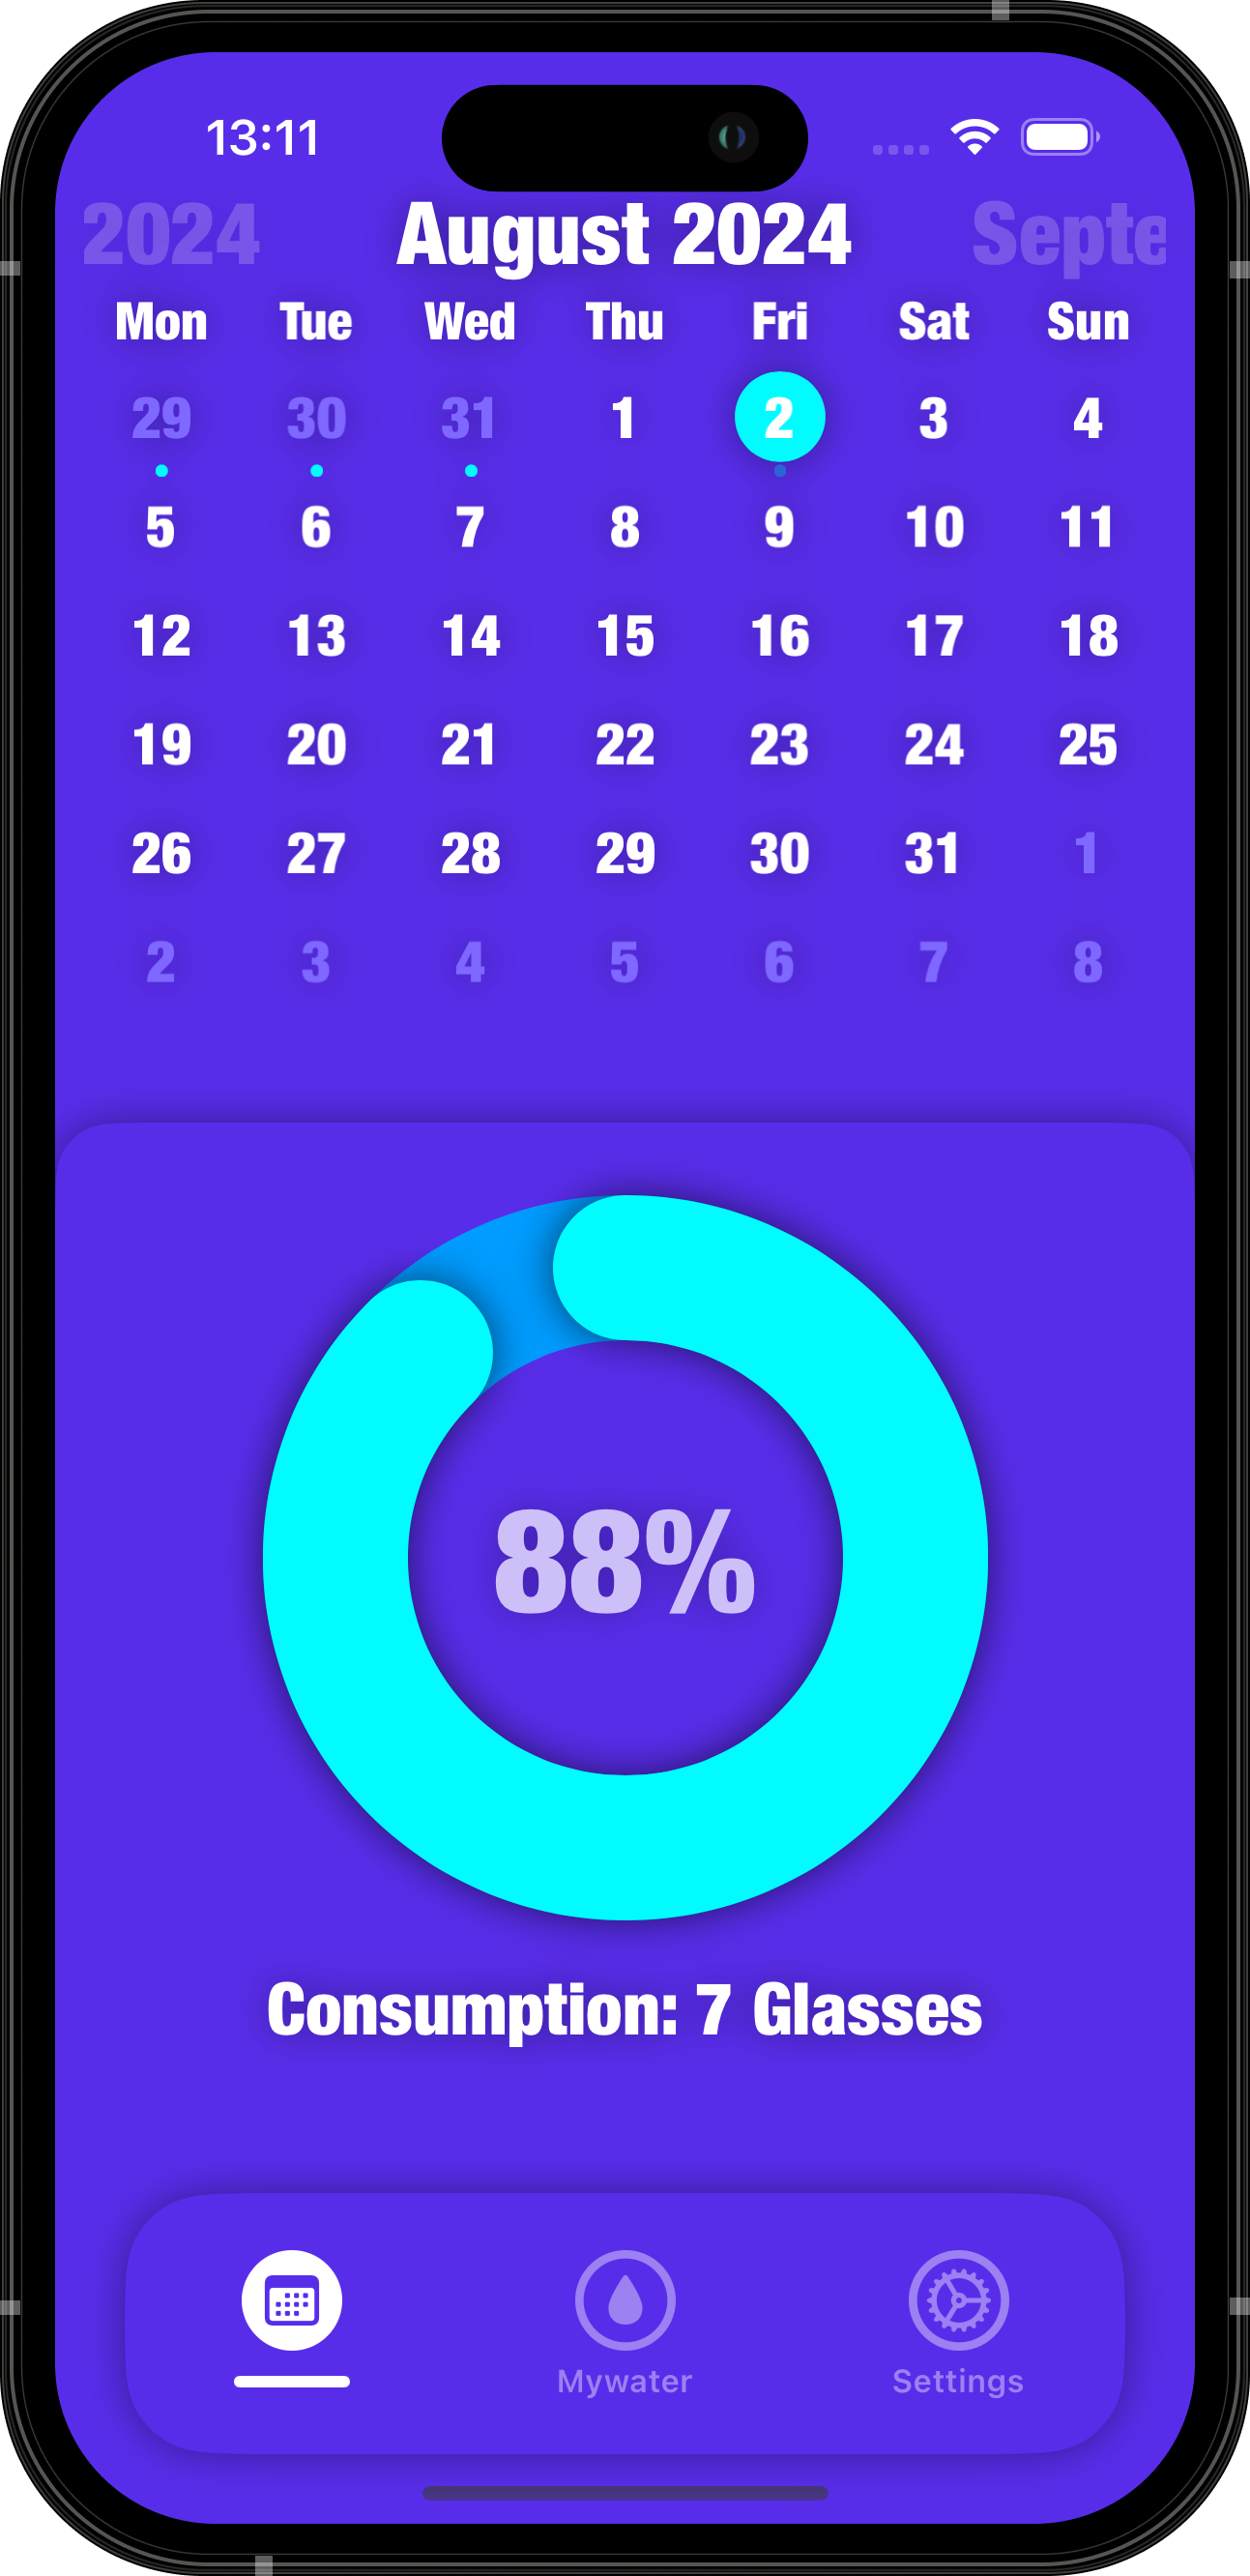 13:11
2024 August 2024 Septe
Mon Tue Wed Thu Fri Sat Sun
29 30 31 1 2 3 4
5 6 7 8 9 10 11
12 13 14 15 16 17 18
19 20 21 22 23 24 25
26 27 28 29 30 31 1
2 3 4 5 6 7 8
88%
Consumption: 7 Glasses
Mywater Settings